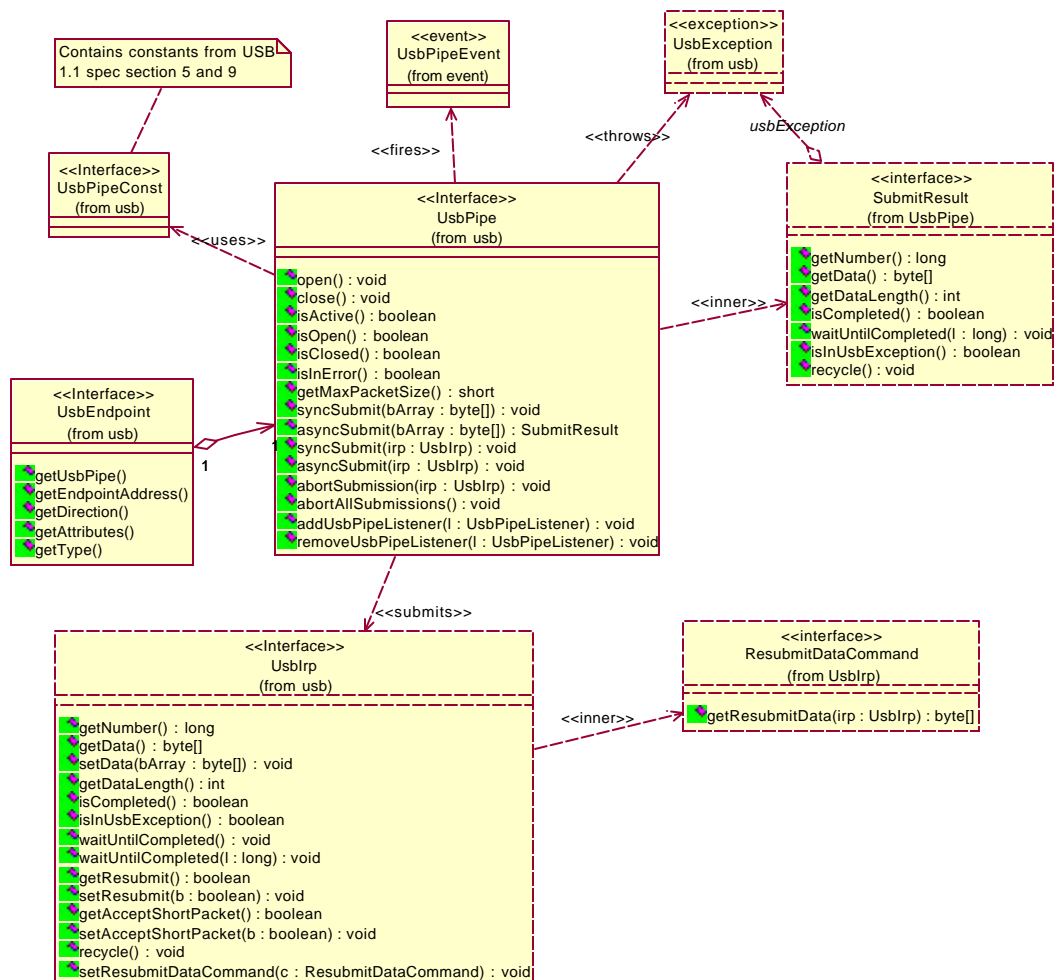 Contains constants from USB
1.1 spec section 5 and 9
<<event>>
UsbPipeEvent
(from event)
<<exception>>
UsbException
(from usb)
<<fires>>
<<throws>>
usbException
<<Interface>>
UsbPipeConst
(from usb)
<<uses>>
<<Interface>>
UsbPipe
(from usb)
open() : void
close() : void
isActive() : boolean
isOpen() : boolean
isClosed() : boolean
isInError() : boolean
getMaxPacketSize() : short
syncSubmit(bArray : byte[]) : void
asyncSubmit(bArray : byte[]) : SubmitResult
syncSubmit(irp : UsbIrp) : void
asyncSubmit(irp : UsbIrp) : void
abortSubmission(irp : UsbIrp) : void
abortAllSubmissions() : void
addUsbPipeListener(l : UsbPipeListener) : void
removeUsbPipeListener(l : UsbPipeListener) : void
<<inner>>
<<interface>>
SubmitResult
(from UsbPipe)
getNumber() : long
getData() : byte[]
getDataLength() : int
isCompleted() : boolean
waitUntilCompleted(l : long) : void
isInUsbException() : boolean
recycle() : void
<<Interface>>
UsbEndpoint
(from usb)
getUsbPipe()
getEndpointAddress()
getDirection()
getAttributes()
getType()
1
1
<<submits>>
<<Interface>>
UsbIrp
(from usb)
getNumber() : long
getData() : byte[]
setData(bArray : byte[]) : void
getDataLength() : int
isCompleted() : boolean
isInUsbException() : boolean
waitUntilCompleted() : void
waitUntilCompleted(l : long) : void
getResubmit() : boolean
setResubmit(b : boolean) : void
getAcceptShortPacket() : boolean
setAcceptShortPacket(b : boolean) : void
recycle() : void
setResubmitDataCommand(c : ResubmitDataCommand) : void
<<inner>>
<<interface>>
ResubmitDataCommand
(from UsbIrp)
getResubmitData(irp : UsbIrp) : byte[]